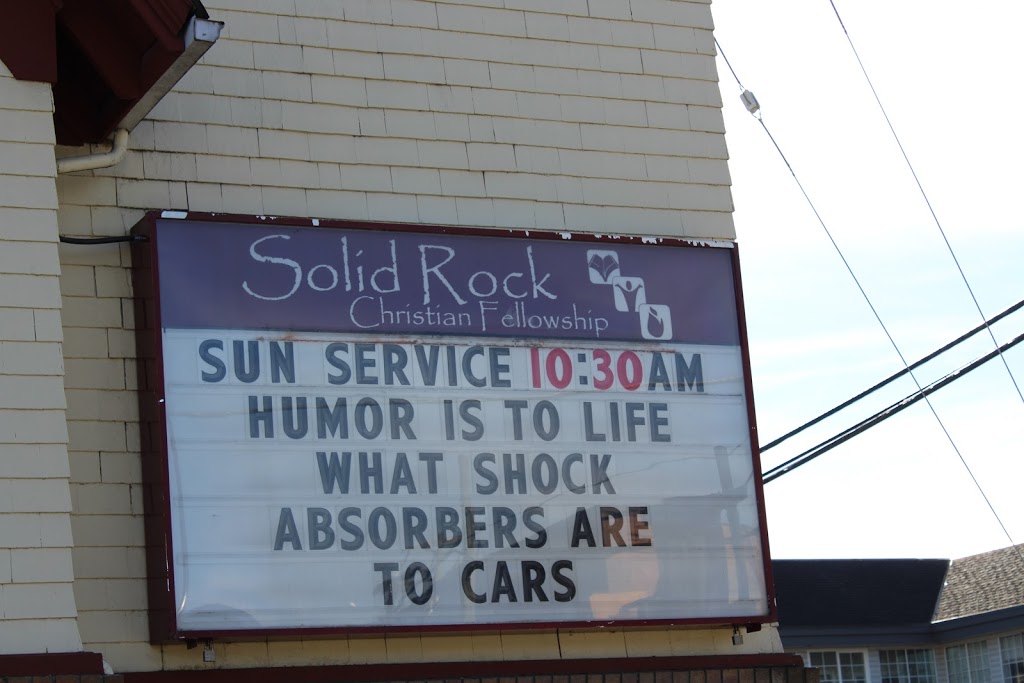 Solid Rock
Christian Fellowship
SUN SERVICE 10:30AM
HUMOR IS TO LIFE
WHAT SHOCK
ABSORBERS ARE
TO CARS